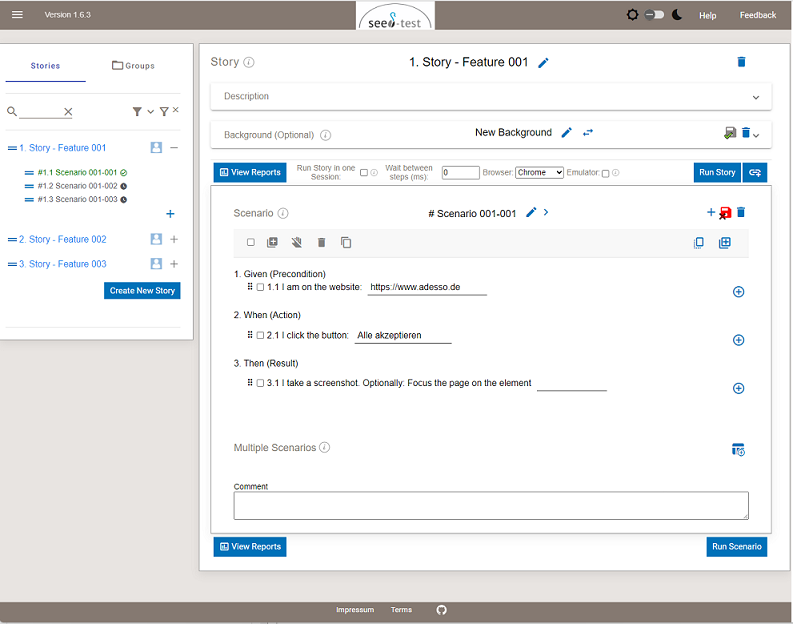 Version 1.6.3
seed-test
Help
Feedback
Stories
Groups
1. Story - Feature 001
#1.1 Scenario 001-001
#1.2 Scenario 001-002
#1.3 Scenario 001-003
2. Story - Feature 002
3. Story - Feature 003
Create New Story
Story
1. Story - Feature 001
Description
Background (Optional)
New Background
View Reports
Run Story in one
Session:
Wait between
steps (ms):
0
Browser:
Chrome
Emulator:
Run Story
Scenario
# Scenario 001-001
1. Given (Precondition)
1.1 I am on the website: https://www.adesso.de
2. When (Action)
2.1 I click the button: Alle akzeptieren
3. Then (Result)
3.1 I take a screenshot. Optionally: Focus the page on the element
Multiple Scenarios
Comment
View Reports
Run Scenario
Impressum
Terms